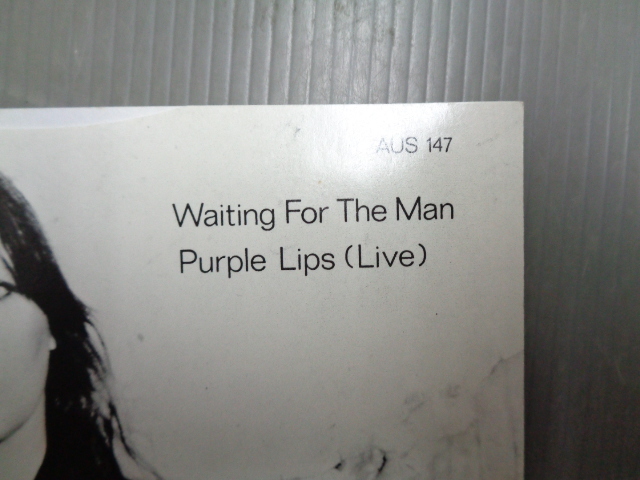 AUS 147
Waiting For The Man
Purple Lips (Live)